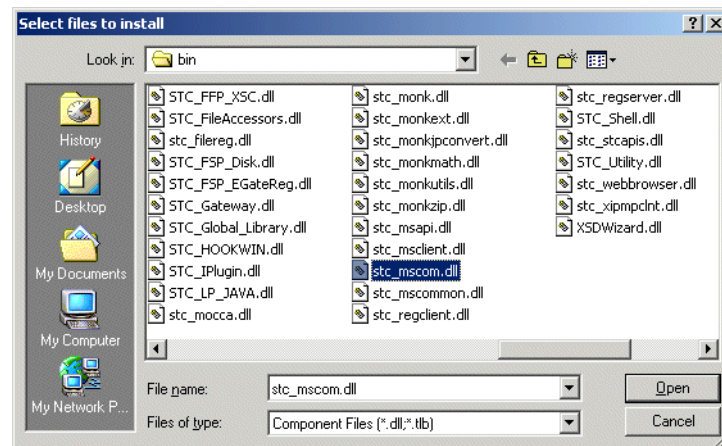 Select files to install
Look in:
bin
History
Desktop
My Documents
My Computer
My Network P...
STC_FFP_XSC.dll
STC_FileAccessors.dll
stc_filereg.dll
STC_FSP_Disk.dll
STC_FSP_EGateReg.dll
STC_Gateway.dll
STC_Global_Library.dll
STC_HOOKWIN.dll
STC_IPlugin.dll
STC_LP_JAVA.dll
stc_mocca.dll
stc_monk.dll
stc_monkext.dll
stc_monkjpconvert.dll
stc_monkmath.dll
stc_monkutils.dll
stc_monkzip.dll
stc_msapi.dll
stc_msclient.dll
stc_mscom.dll
stc_mscommon.dll
stc_regclient.dll
stc_regserver.dll
STC_Shell.dll
stc_stcapis.dll
STC_Utility.dll
stc_webbrowser.dll
stc_xipmpclnt.dll
XSDWizard.dll
File name:
stc_mscom.dll
Open
Files of type:
Component Files (*.dll;*.tlb)
Cancel